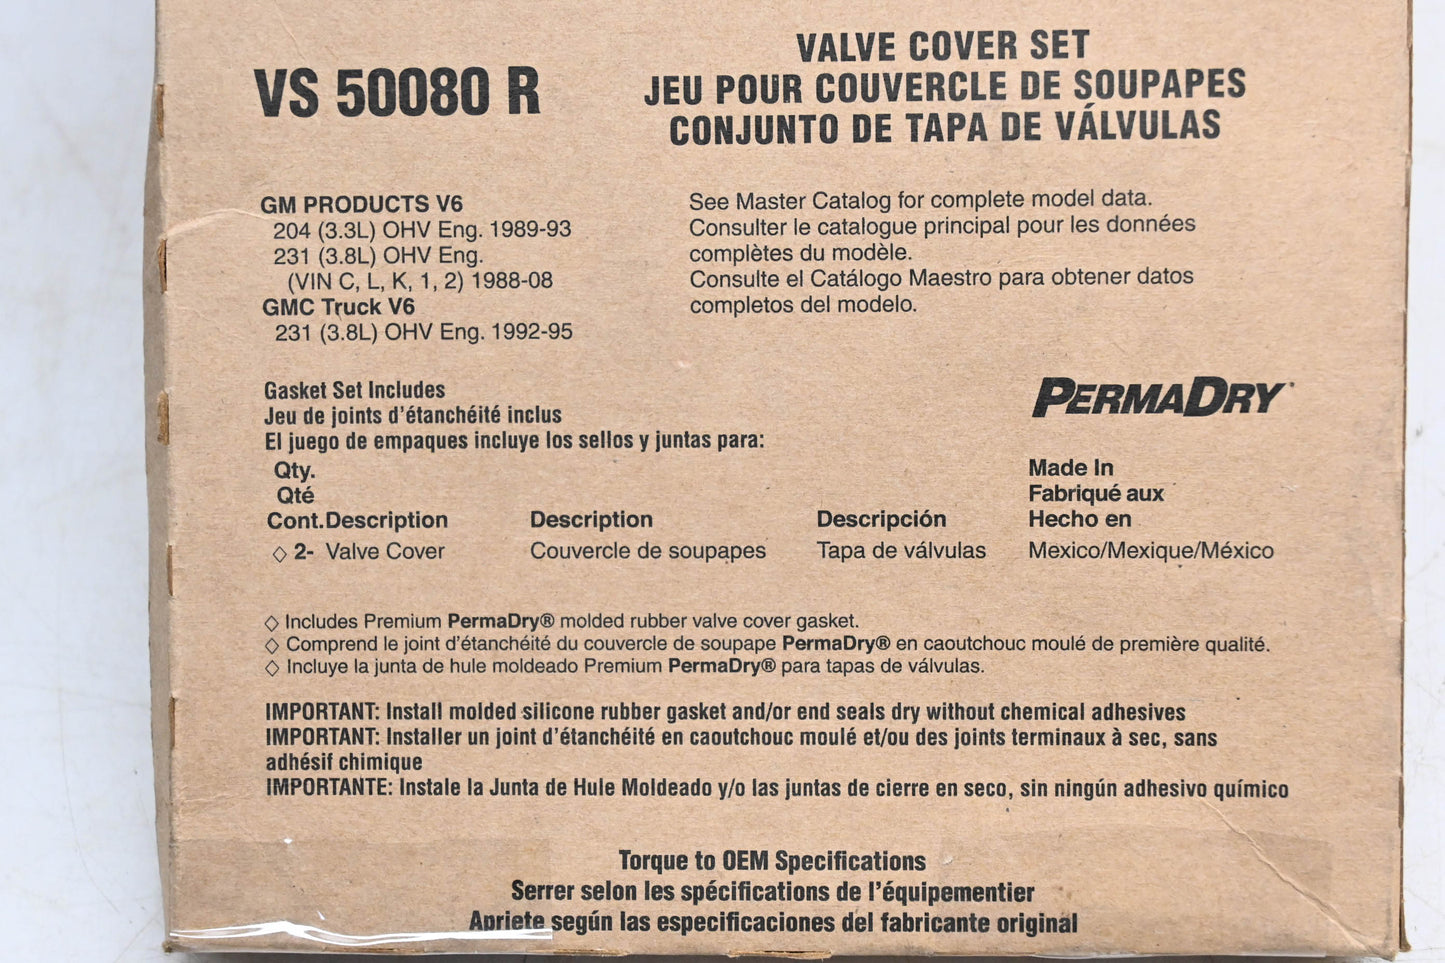 VS 50080 R
VALVE COVER SET
JEU POUR COUVERCLE DE SOUPAPES
CONJUNTO DE TAPA DE VÁLVULAS
GM PRODUCTS V6
204 (3.3L) OHV Eng. 1989-93
231 (3.8L) OHV Eng.
(VIN C, L, K, 1, 2) 1988-08
GMC Truck V6
231 (3.8L) OHV Eng. 1992-95
See Master Catalog for complete model data.
Consulter le catalogue principal pour les données
complètes du modèle.
Consulte el Catálogo Maestro para obtener datos
completos del modelo.
Gasket Set Includes
Jeu de joints d'étanchéité inclus
El juego de empaques incluye los sellos y juntas para:
PERMADRY
Qty.
Qté
Cont. Description Description Descripción
◇ 2- Valve Cover Couvercle de soupapes Tapa de válvulas
Made In
Fabriqué aux
Hecho en
Mexico/Mexique/México
◇ Includes Premium PermaDry® molded rubber valve cover gasket.
◇ Comprend le joint d'étanchéité du couvercle de soupape PermaDry® en caoutchouc moulé de première qualité.
◇ Incluye la junta de hule moldeado Premium PermaDry® para tapas de válvulas.
IMPORTANT: Install molded silicone rubber gasket and/or end seals dry without chemical adhesives
IMPORTANT: Installer un joint d'étanchéité en caoutchouc moulé et/ou des joints terminaux à sec, sans
adhésif chimique
IMPORTANTE: Instale la Junta de Hule Moldeado y/o las juntas de cierre en seco, sin ningún adhesivo químico
Torque to OEM Specifications
Serrer selon les spécifications de l'équipementier
Apriete según las especificaciones del fabricante original